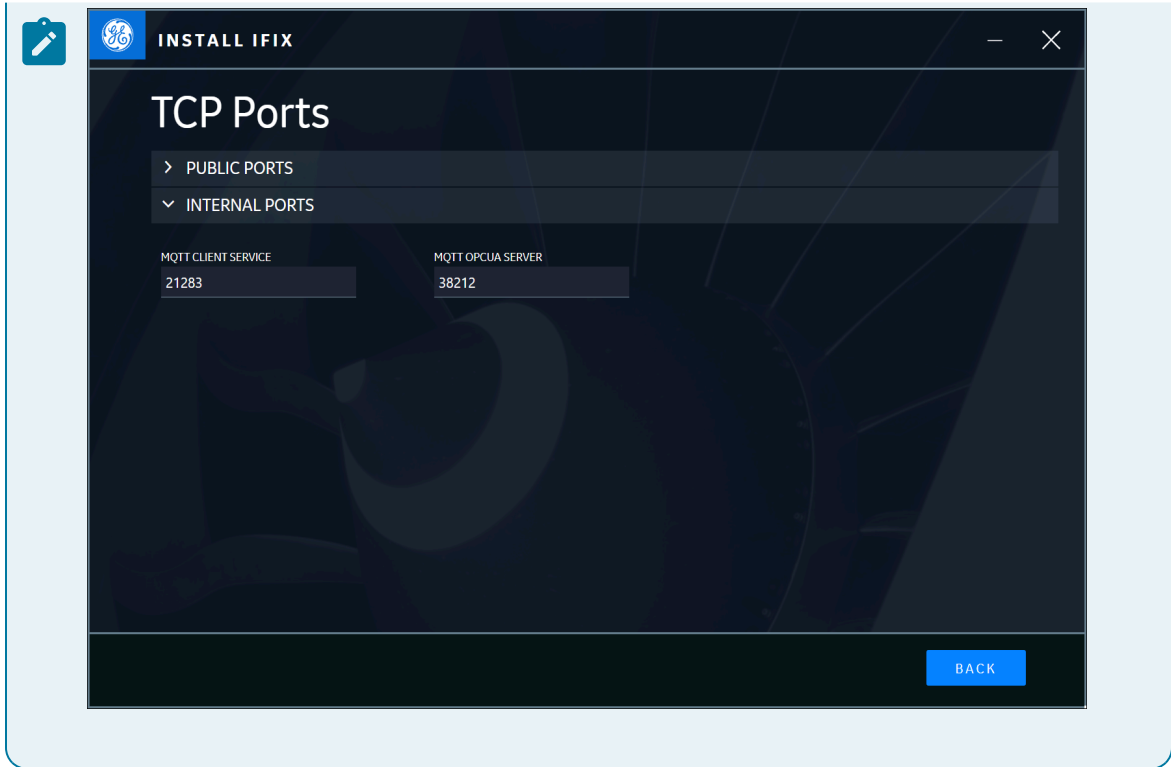 INSTALL IFIX
TCP Ports
PUBLIC PORTS
INTERNAL PORTS
MQTT CLIENT SERVICE MQTT OPCUA SERVER
21283 38212
BACK